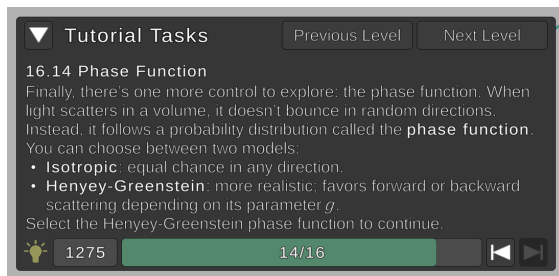 Tutorial Tasks
Previous Level
Next Level
16.14 Phase Function
Finally, there's one more control to explore: the phase function. When
light scatters in a volume, it doesn't bounce in random directions.
Instead, it follows a probability distribution called the phase function.
You can choose between two models:
• Isotropic: equal chance in any direction.
• Henyey-Greenstein: more realistic; favors forward or backward
scattering depending on its parameter g.
Select the Henyey-Greenstein phase function to continue.
1275
14/16